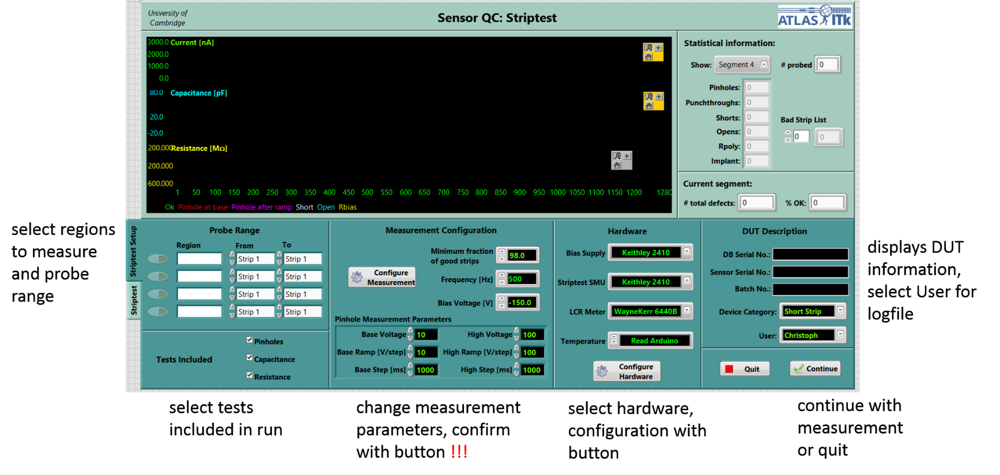 University of
Cambridge
Sensor QC: Striptest
ATLAS ITk
3000.0 Current [nA]
2000.0
1000.0
0.0
80.0 Capacitance [pF]
20.0
-20.0
200.000 Resistance [MΩ]
-200.000
-600.000
1 50 100 150 200 250 300 350 400 450 500 550 600 650 700 750 800 850 900 950 1000 1050 1100 1150 1200 1280
Ok Pinhole at base Pinhole after ramp Short Open Rbias
Statistical information:
Show: Segment 4 # probed 0
Pinholes: 0
Punchthroughs: 0
Shorts: 0
Opens: 0
Rpoly: 0
Implant: 0
Bad Strip List
0 0
Current segment:
# total defects: 0 % OK: 0
select regions
to measure
and probe
range
Striptest Setup
Striptest
Probe Range
Region From To
Strip 1 Strip 1
Strip 1 Strip 1
Strip 1 Strip 1
Strip 1 Strip 1
Tests Included
Pinholes
Capacitance
Resistance
Measurement Configuration
Configure
Measurement
Minimum fraction
of good strips 98.0
Frequency [Hz] 500
Bias Voltage [V] -150.0
Pinhole Measurement Parameters
Base Voltage 10 High Voltage 100
Base Ramp [V/step] 10 High Ramp [V/step] 100
Base Step [ms] 1000 High Step [ms] 1000
Hardware
Bias Supply Keithley 2410
Striptest SMU Keithley 2410
LCR Meter WayneKerr 6440B
Temperature Read Arduino
Configure
Hardware
DUT Description
DB Serial No.:
Sensor Serial No.:
Batch No.:
Device Category: Short Strip
User: Christoph
Quit Continue
displays DUT
information,
select User for
logfile
select tests
included in run
change measurement
parameters, confirm
with button !!!
select hardware,
configuration with
button
continue with
measurement
or quit